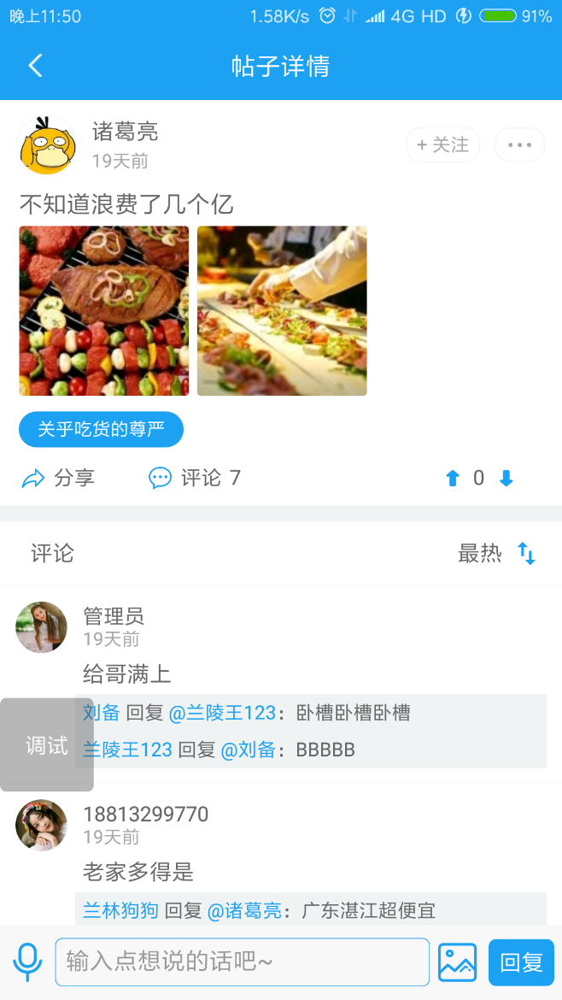 晚上11:50 1.58K/s 4G HD 91%
帖子详情
诸葛亮
19天前
+ 关注
不知道浪费了几个亿
关乎吃货的尊严
分享 评论 7 0
评论 最热
管理员
19天前
给哥满上
刘备 回复 @兰陵王123：卧槽卧槽卧槽
调试
兰陵王123 回复 @刘备：BBBBB
18813299770
19天前
老家多得是
兰林狗狗 回复 @诸葛亮：广东湛江超便宜
输入点想说的话吧~ 回复